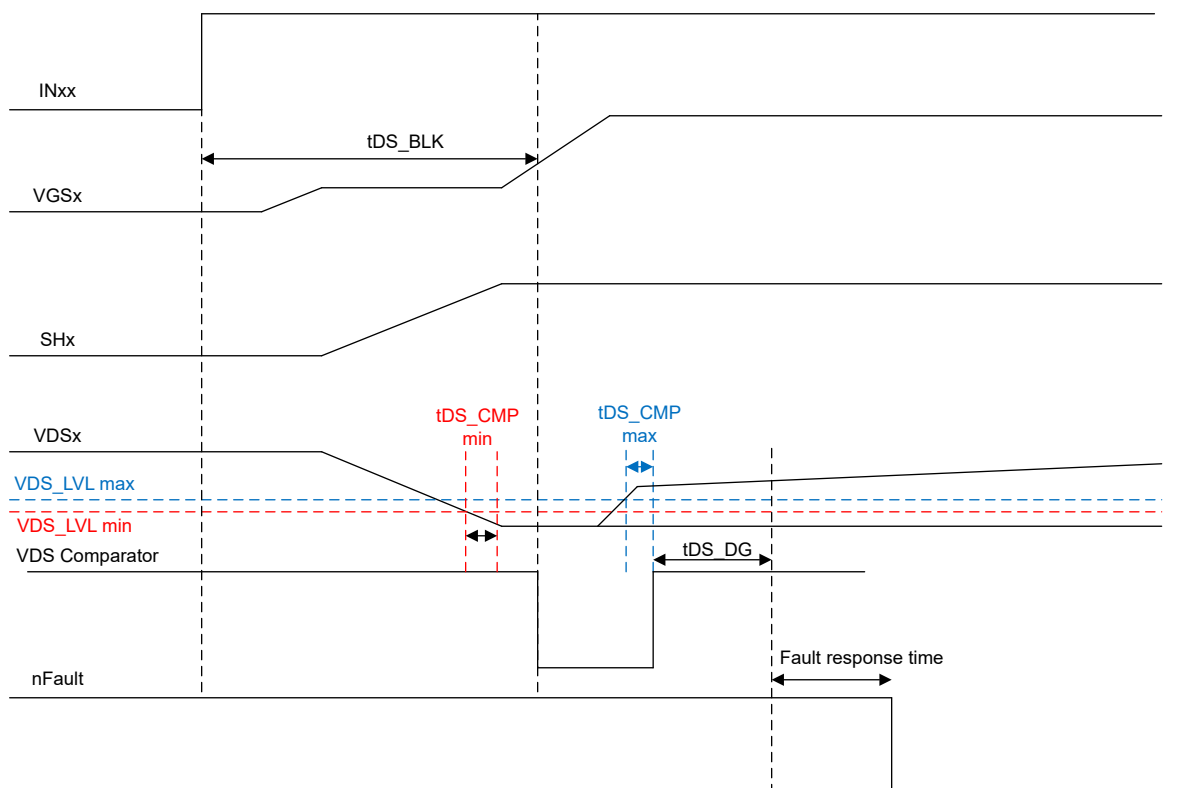 INxx
tDS_BLK
VGSx
SHx
tDS_CMP
min
tDS_CMP
max
VDSx
VDS_LVL max
VDS_LVL min
VDS Comparator
tDS_DG
Fault response time
nFault